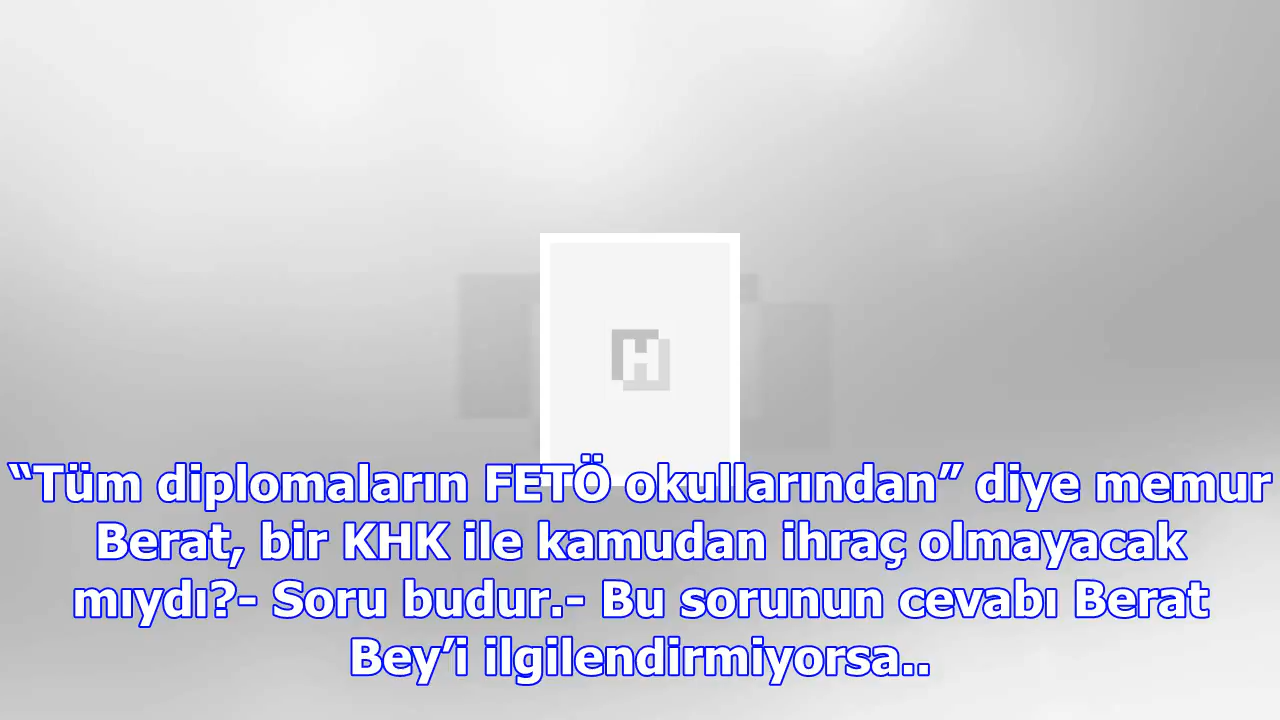 H
“Tüm diplomaların FETÖ okullarından” diye memur
Berat, bir KHK ile kamudan ihraç olmayacak
mıydı?- Soru budur.- Bu sorunun cevabı Berat
Bey’i ilgilendirmiyorsa..